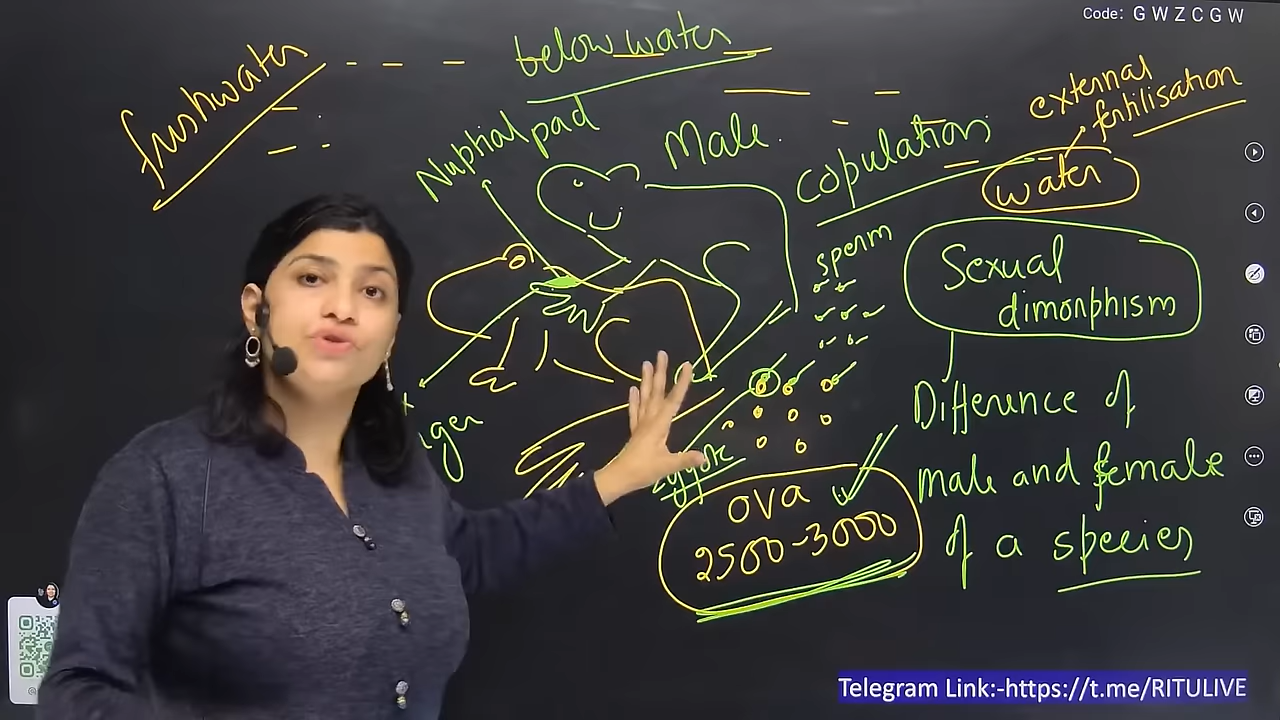 Code: G W Z C G W
freshwater
below water
Nuptial pad
Male.
copulation
external
fertilisation
water
sperm
Sexual
dimorphism
Difference of
male and female
of a species
zygote
ova
2500-3000
Telegram Link:-https://t.me/RITULIVE